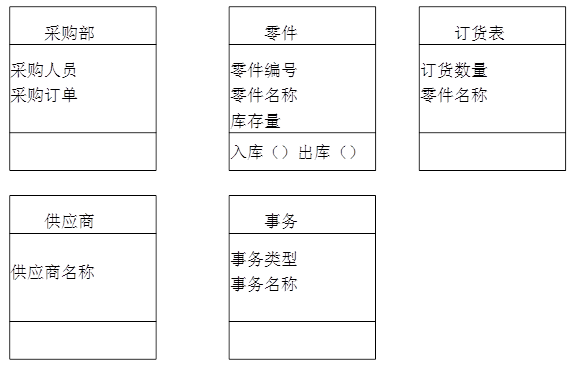 采购部
采购人员
采购订单
零件
零件编号
零件名称
库存量
入库（）出库（）
订货表
订货数量
零件名称
供应商
供应商名称
事务
事务类型
事务名称